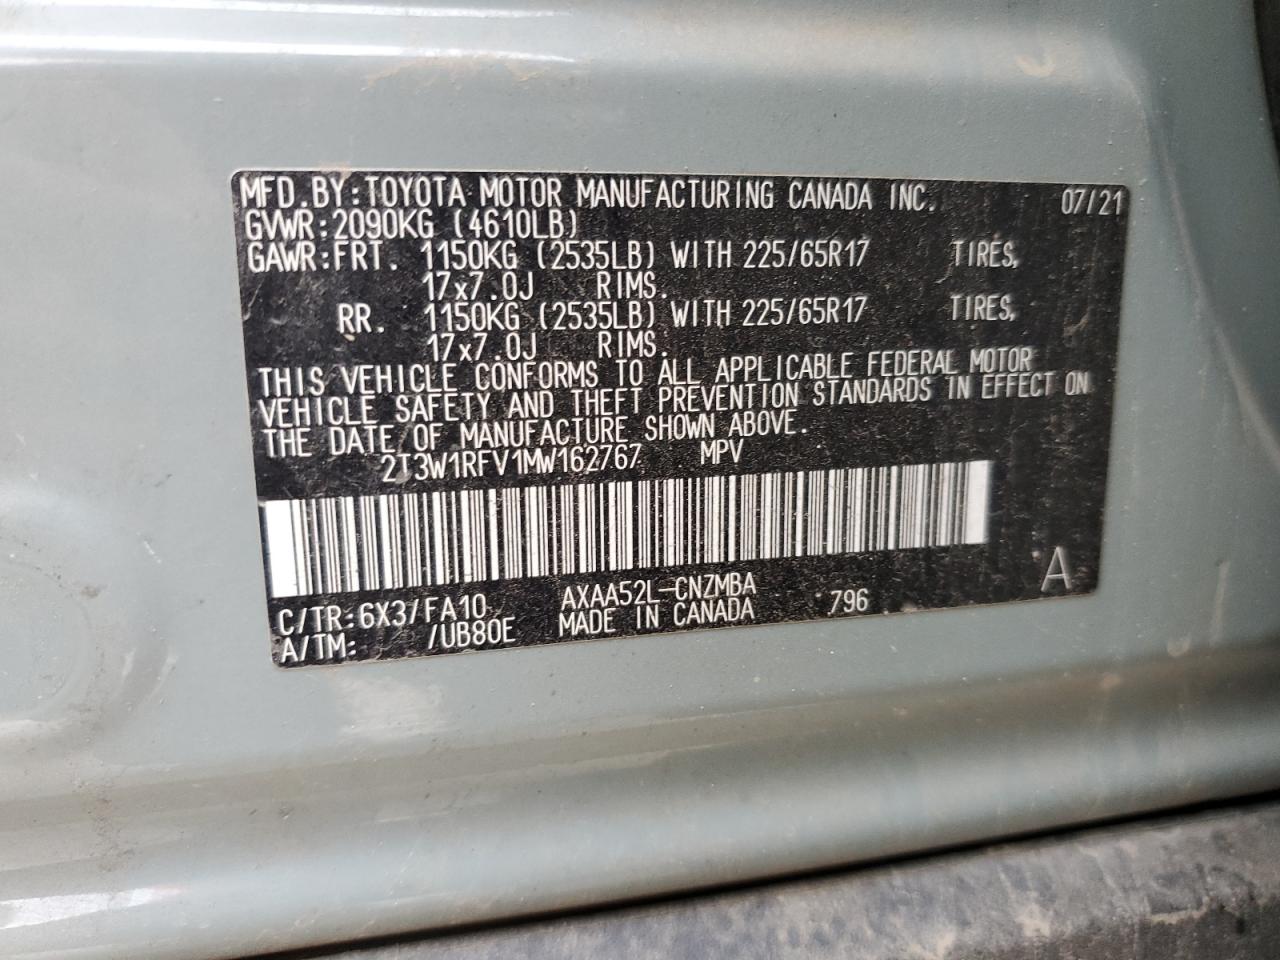 MFD.BY:TOYOTA MOTOR MANUFACTURING CANADA INC. 07/21
GVWR:2090KG (4610LB)
GAWR:FRT. 1150KG (2535LB) WITH 225/65R17 TIRES,
17x7.0J RIMS.
RR. 1150KG (2535LB) WITH 225/65R17 TIRES,
17x7.0J RIMS.
THIS VEHICLE CONFORMS TO ALL APPLICABLE FEDERAL MOTOR
VEHICLE SAFETY AND THEFT PREVENTION STANDARDS IN EFFECT ON
THE DATE OF MANUFACTURE SHOWN ABOVE.
2T3W1RFV1MW162767 MPV
C/TR:6X3/FA10 AXAA52L-CNZMBA 796 A
A/TM: /UB80E MADE IN CANADA